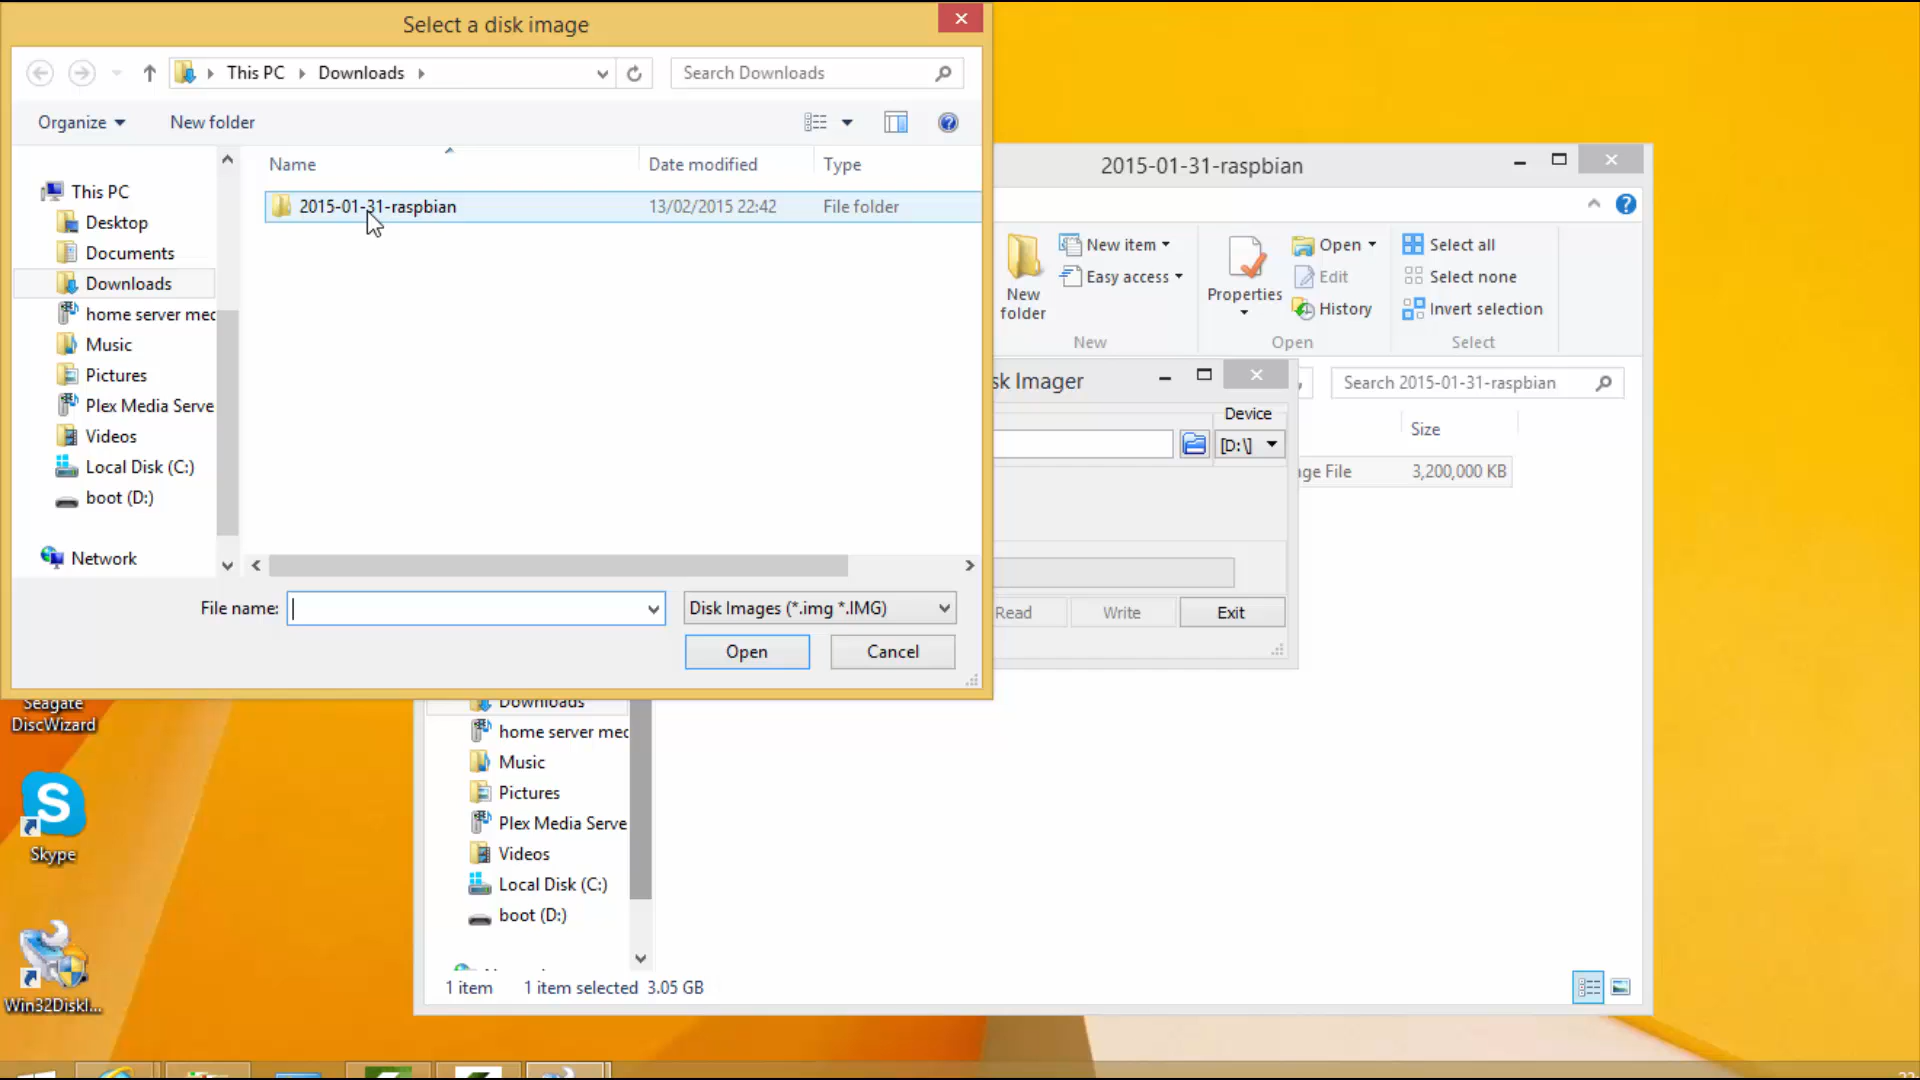 Select a disk image
This PC
Downloads
Search Downloads
Organize
New folder
Name
Date modified
Type
This PC
Desktop
Documents
Downloads
home server mec
Music
Pictures
Plex Media Serve
Videos
Local Disk (C:)
boot (D:)
Network
2015-01-31-raspbian
13/02/2015 22:42
File folder
File name:
Disk Images (*.img *.IMG)
Open
Cancel
2015-01-31-raspbian
New folder
New item
Easy access
New
Properties
Open
Edit
History
Open
Select all
Select none
Invert selection
Select
sk Imager
Device
[D:\]
Read
Write
Exit
Search 2015-01-31-raspbian
Size
ge File
3,200,000 KB
Downloads
home server mec
Music
Pictures
Plex Media Serve
Videos
Local Disk (C:)
boot (D:)
1 item
1 item selected 3.05 GB
Seagate
DiscWizard
Skype
Win32DiskI...